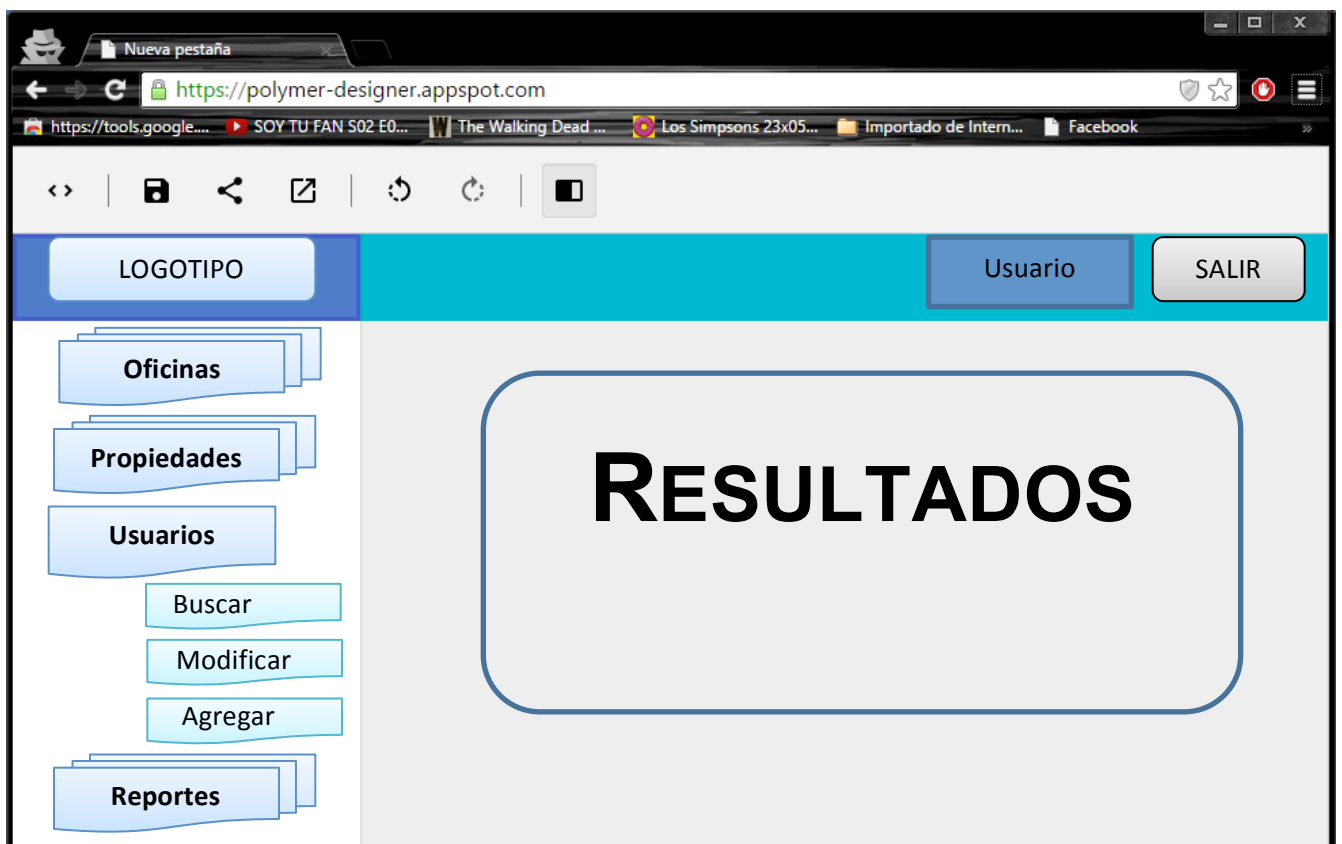 Nueva pestaña
https://polymer-designer.appspot.com
https://tools.google.... SOY TU FAN S02 E0... The Walking Dead ... Los Simpsons 23x05... Importado de Intern... Facebook »
LOGOTIPO Usuario SALIR
Oficinas
Propiedades
RESULTADOS
Usuarios
Buscar
Modificar
Agregar
Reportes